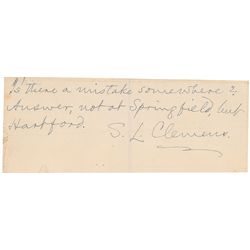 Is there a mistake somewhere?
Answer, not at Springfield, but
Hartford.
S. L. Clemens.